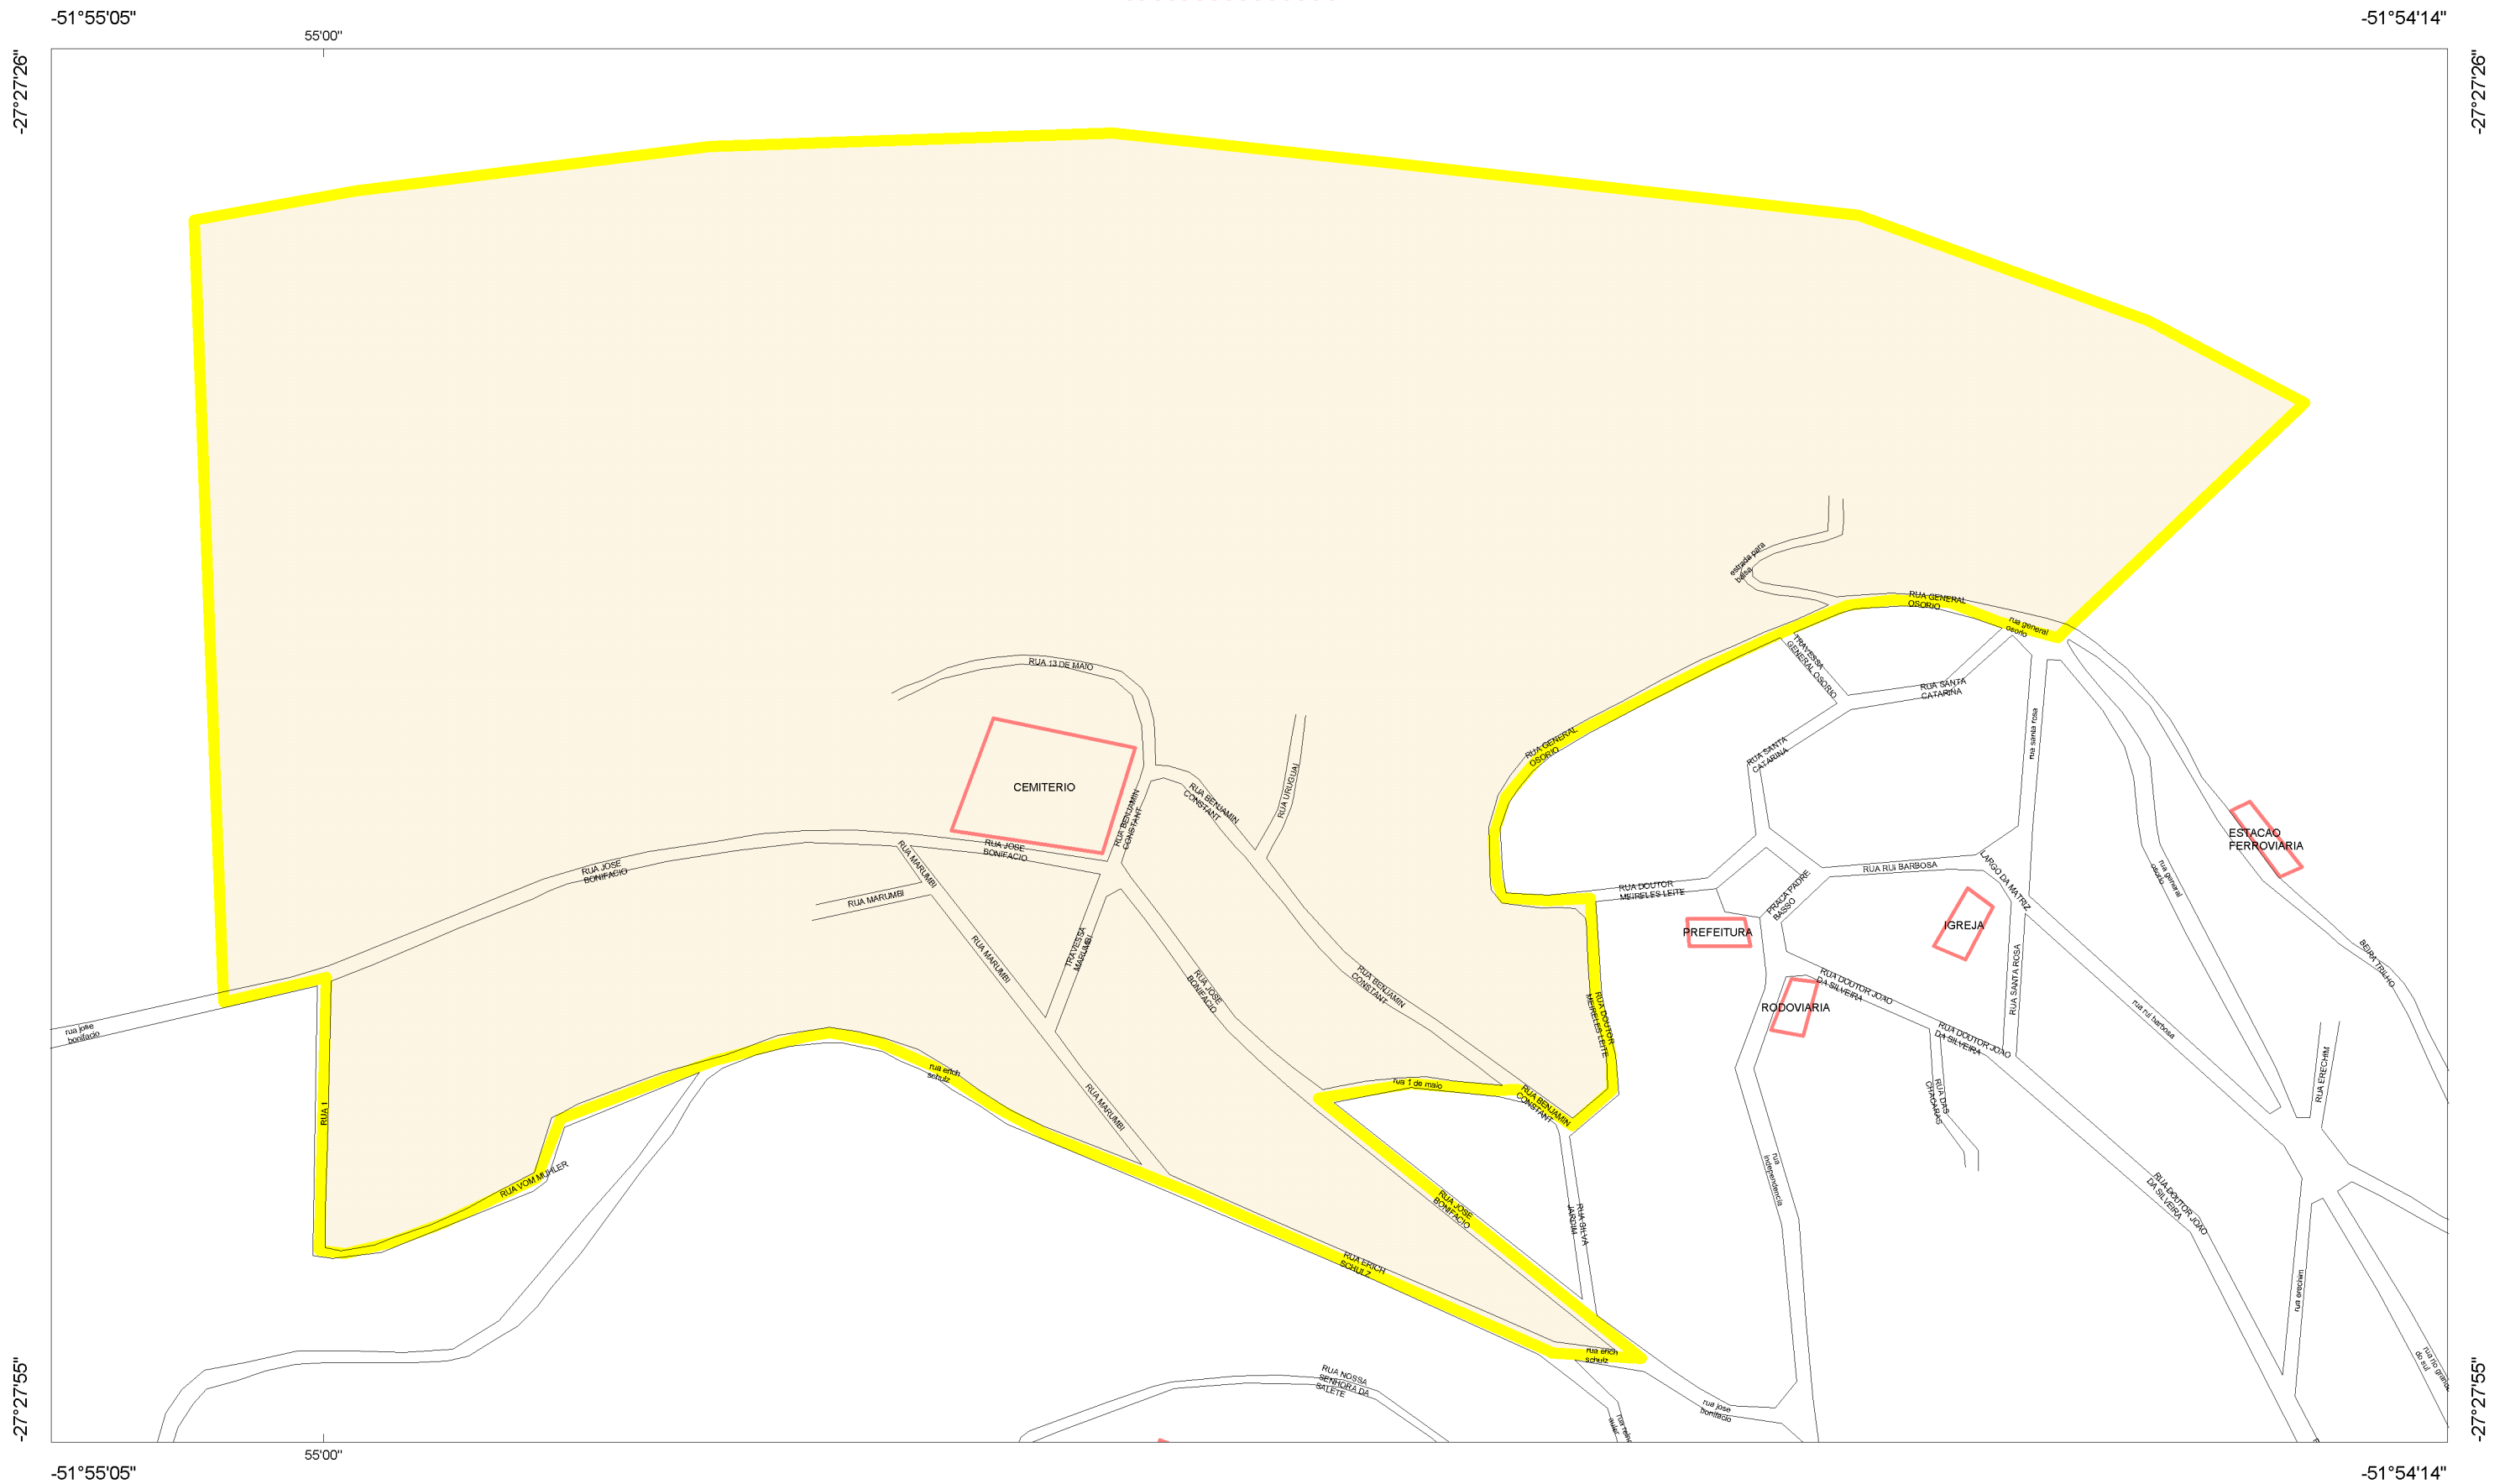 -51°55'05"
-51°54'14"
55'00"
-27°27'26"
-27°27'26"
estrada para
balsa
RUA GENERAL
OSORIO
rua general
osorio
TRAVESSA
GENERAL OSORIO
RUA 13 DE MAIO
RUA SANTA
CATARINA
rua santa rosa
RUA GENERAL
OSORIO
RUA SANTA
CATARINA
CEMITERIO
RUA URUGUAI
RUA BENJAMIN
CONSTANT
RUA BENJAMIN
CONSTANT
ESTACAO
FERROVIARIA
RUA JOSE
BONIFACIO
RUA JOSE
BONIFACIO
RUA MARUMBI
RUA RUI BARBOSA
LARGO DA MATRIZ
rua general
osorio
RUA MARUMBI
RUA DOUTOR
MEIRELES LEITE
PRACA PADRE
BASSO
PREFEITURA
IGREJA
TRAVESSA
MARUMBI
RUA MARUMBI
BEIRA TRILHO
RUA JOSE
BONIFACIO
RUA BENJAMIN
CONSTANT
RUA DOUTOR JOAO
DA SILVEIRA
RUA SANTA ROSA
RODOVIARIA
rua rui barbosa
rua jose
bonifacio
RUA DOUTOR
MEIRELES LEITE
RUA DOUTOR JOAO
DA SILVEIRA
rua erich
schulz
rua 1 de maio
RUA ERECHIM
RUA 1
RUA MARUMBI
RUA BENJAMIN
CONSTANT
RUA DAS
CHACARAS
RUA VOM MUHLER
rua
independencia
RUA JOSE
BONIFACIO
RUA SILVA
JARDIM
RUA DOUTOR JOAO
DA SILVEIRA
RUA ERICH
SCHULZ
rua erechim
rua erich
schulz
rua rio grande
do sul
RUA NOSSA
SENHORA DA
SALETE
rua jose
bonifacio
-27°27'55"
-27°27'55"
55'00"
-51°55'05"
-51°54'14"